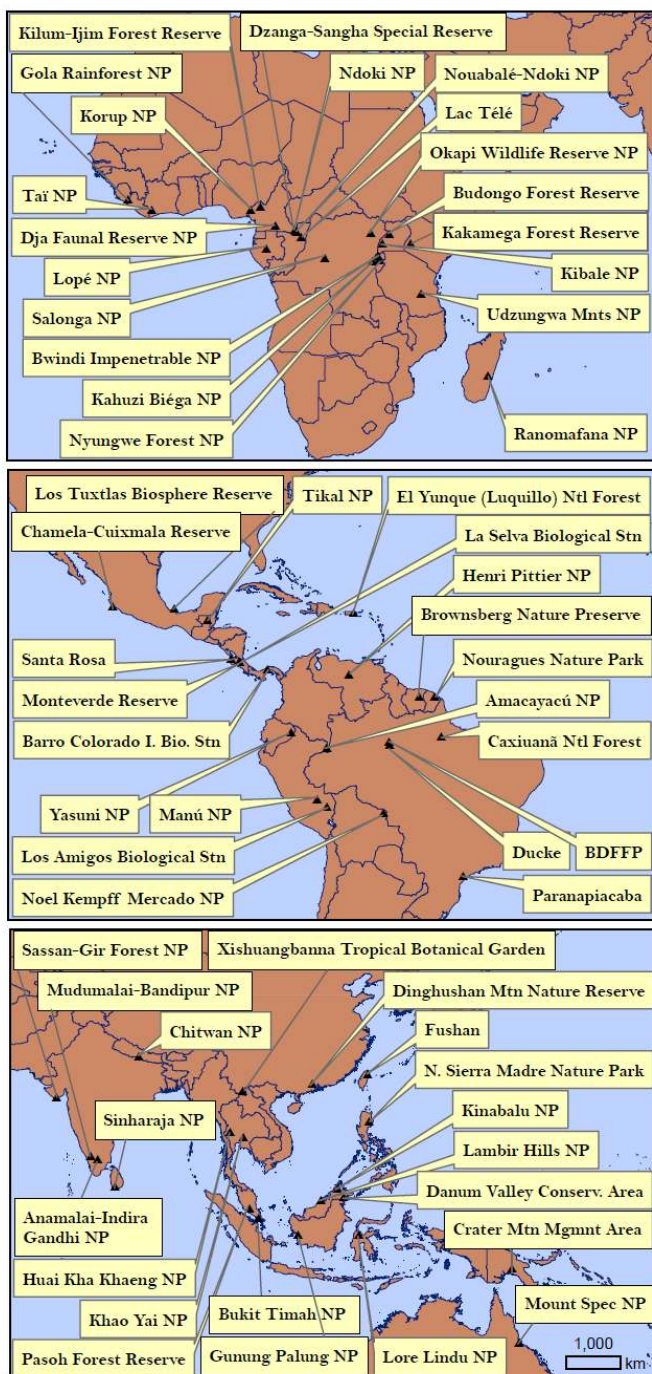 Kilum-Ijim Forest Reserve
Dzanga-Sangha Special Reserve
Gola Rainforest NP
Ndoki NP
Nouabalé-Ndoki NP
Korup NP
Lac Télé
Okapi Wildlife Reserve NP
Taï NP
Budongo Forest Reserve
Dja Faunal Reserve NP
Kakamega Forest Reserve
Lopé NP
Kibale NP
Salonga NP
Udzungwa Mnts NP
Bwindi Impenetrable NP
Kahuzi Biéga NP
Nyungwe Forest NP
Ranomafana NP
Los Tuxtlas Biosphere Reserve
Tikal NP
El Yunque (Luquillo) Ntl Forest
Chamela-Cuixmala Reserve
La Selva Biological Stn
Henri Pittier NP
Brownsberg Nature Preserve
Santa Rosa
Nouragues Nature Park
Monteverde Reserve
Amacayacú NP
Barro Colorado I. Bio. Stn
Caxiuanã Ntl Forest
Yasuni NP
Manú NP
Los Amigos Biological Stn
Ducke
BDFFP
Noel Kempff Mercado NP
Paranapiacaba
Sassan-Gir Forest NP
Xishuangbanna Tropical Botanical Garden
Mudumalai-Bandipur NP
Dinghushan Mtn Nature Reserve
Chitwan NP
Fushan
N. Sierra Madre Nature Park
Sinharaja NP
Kinabalu NP
Lambir Hills NP
Danum Valley Conserv. Area
Anamalai-Indira
Gandhi NP
Crater Mtn Mgmnt Area
Huai Kha Khaeng NP
Khao Yai NP
Bukit Timah NP
Mount Spec NP
Pasoh Forest Reserve
Gunung Palung NP
Lore Lindu NP
1,000
km